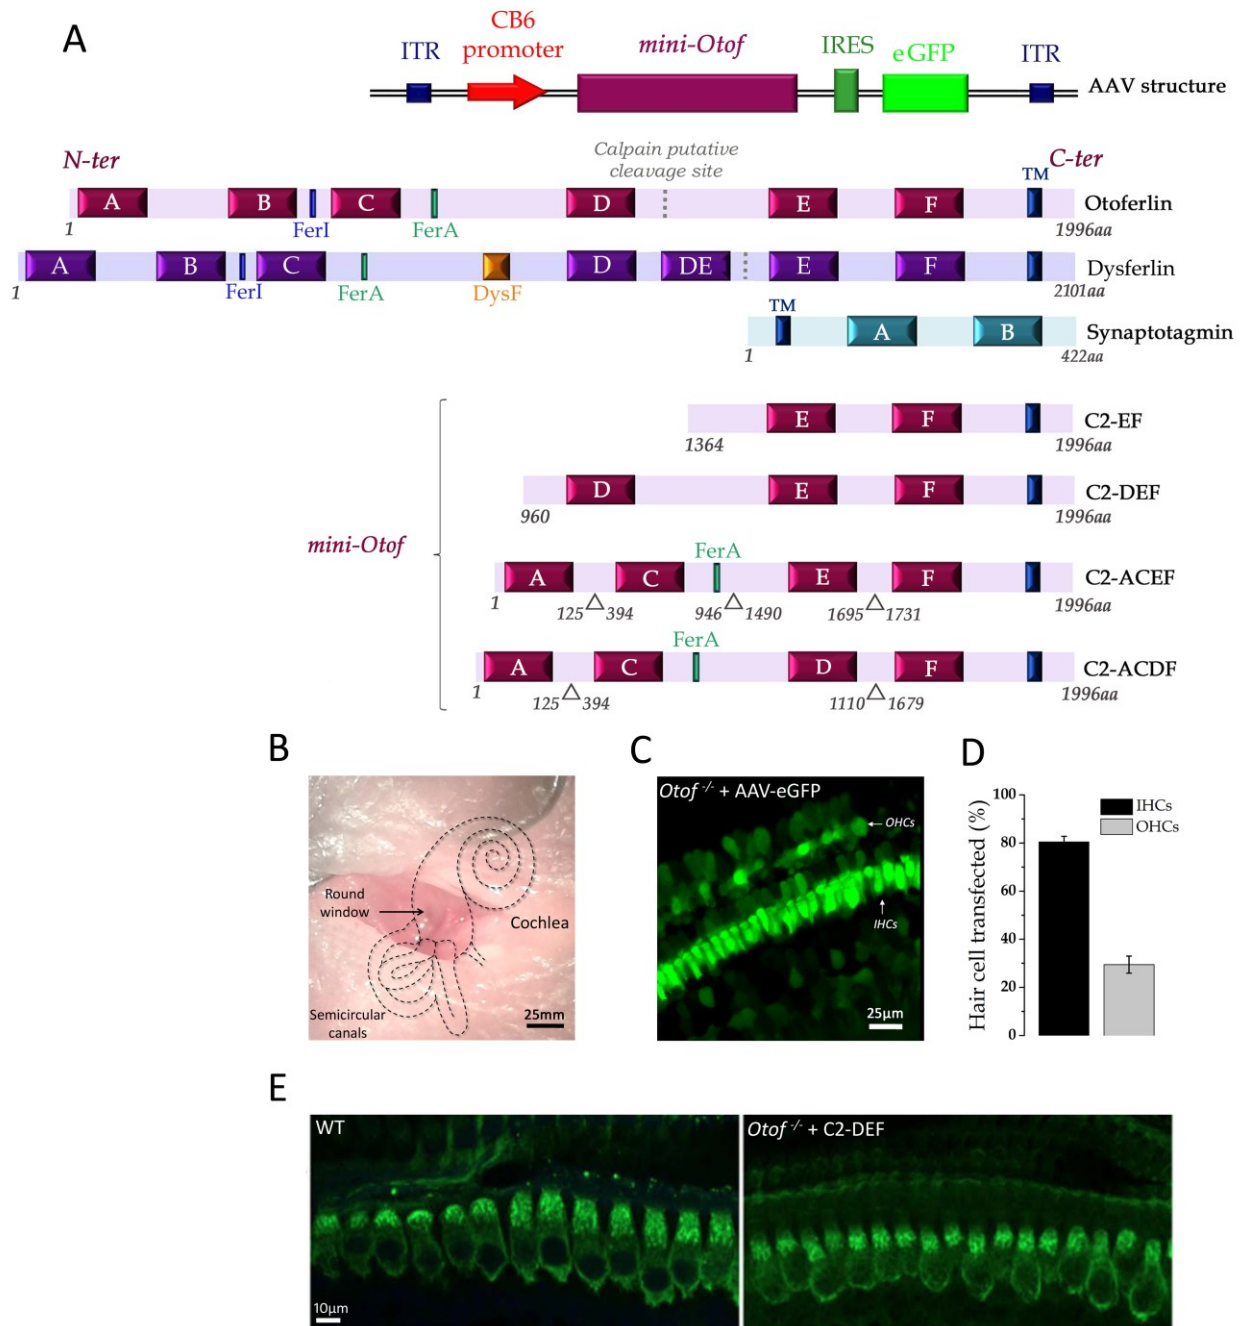 A
ITR
CB6
promoter
mini-Otof
IRES
eGFP
ITR
AAV structure
N-ter
Calpain putative
cleavage site
C-ter
TM
A B C D E F
Otoferlin
1
FerI
FerA
1996aa
A B C D DE E F
Dysferlin
1
FerI
FerA
DysF
2101aa
TM
A B
Synaptotagmin
1
422aa
mini-Otof
E F
C2-EF
1364
1996aa
D E F
C2-DEF
960
1996aa
FerA
A C E F
C2-ACEF
1
125 △ 394
946 △ 1490
1695 △ 1731
1996aa
FerA
A C D F
C2-ACDF
1
125 △ 394
1110 △ 1679
1996aa
B
Round
window
Cochlea
Semicircular
canals
25mm
C
Otof -/- + AAV-eGFP
OHCs
IHCs
25μm
D
Hair cell transfected (%)
100
80
60
40
20
0
IHCs
OHCs
E
WT
10μm
Otof -/- + C2-DEF